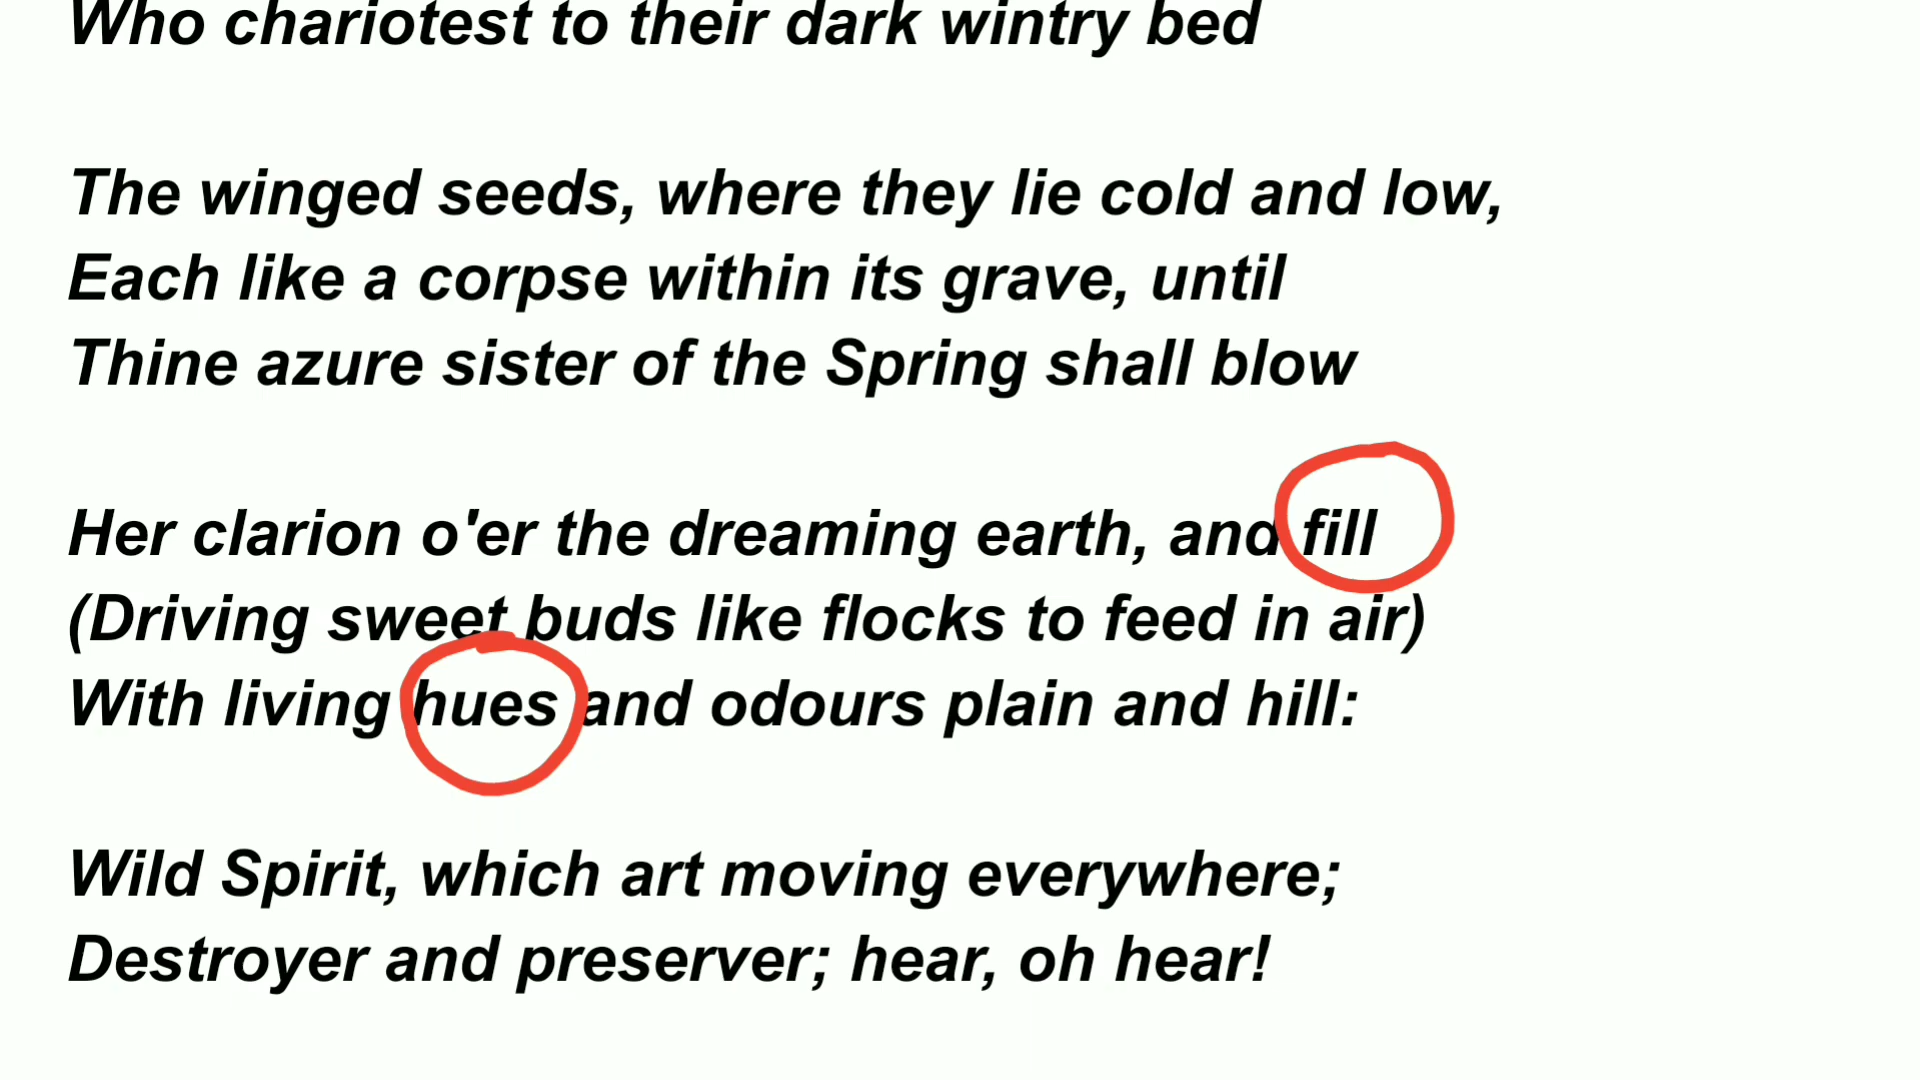 Who chariotest to their dark wintry bed
The winged seeds, where they lie cold and low,
Each like a corpse within its grave, until
Thine azure sister of the Spring shall blow
Her clarion o'er the dreaming earth, and fill
(Driving sweet buds like flocks to feed in air)
With living hues and odours plain and hill:
Wild Spirit, which art moving everywhere;
Destroyer and preserver; hear, oh hear!